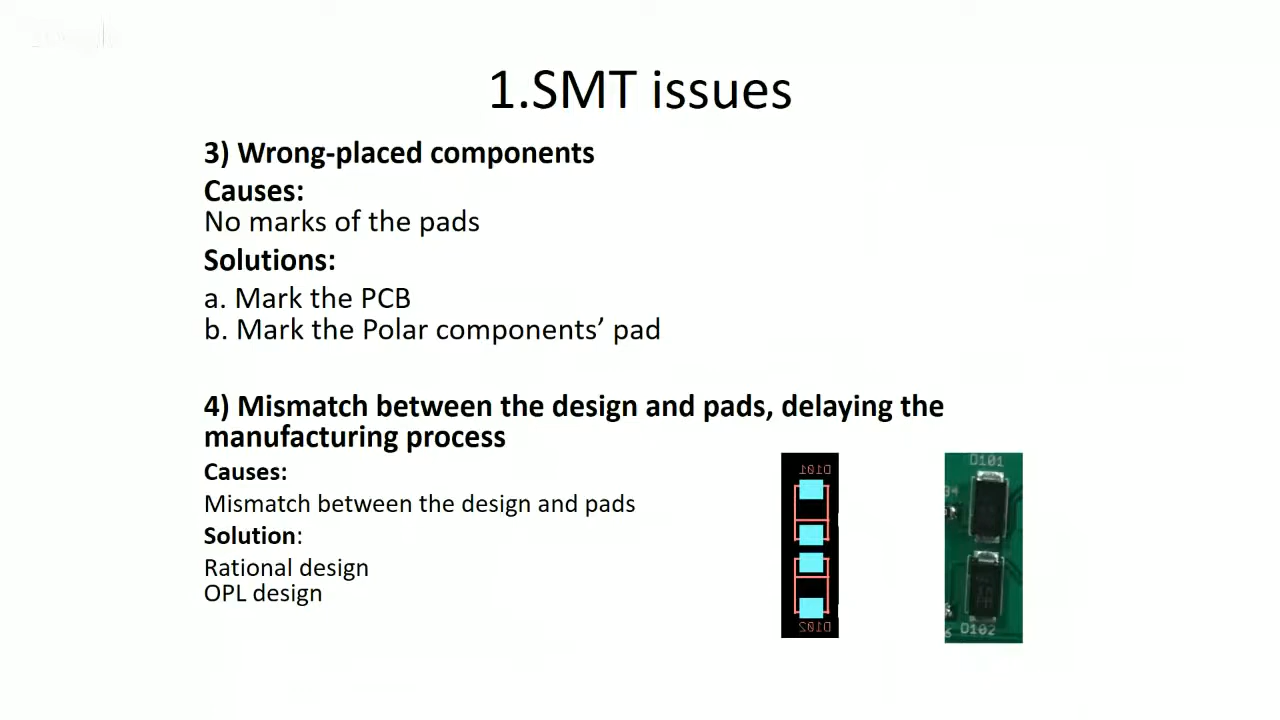 1.SMT issues
3) Wrong-placed components
Causes:
No marks of the pads
Solutions:
a. Mark the PCB
b. Mark the Polar components’ pad
4) Mismatch between the design and pads, delaying the
manufacturing process
Causes:
Mismatch between the design and pads
Solution:
Rational design
OPL design
D101
D102
D101
34
6
D102